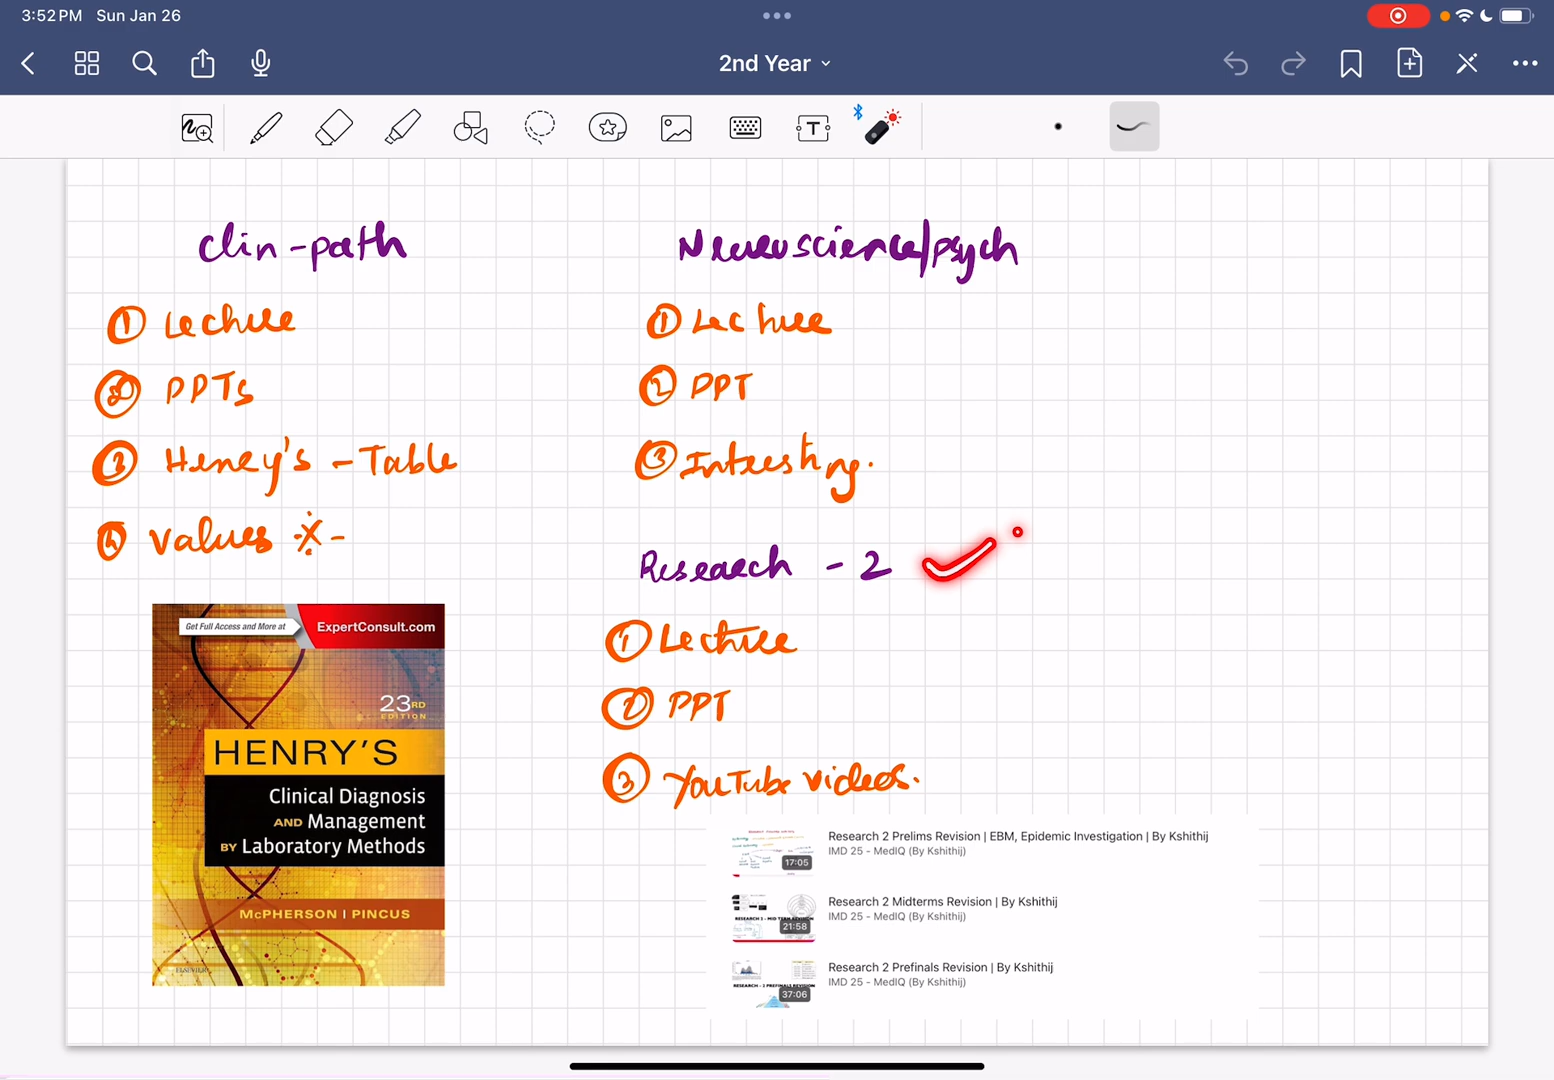 3:52 PM Sun Jan 26
2nd Year
T
Clin-path
① Lecture
② PPTs
③ Henry's - Table
④ values
Get Full Access and More at
ExpertConsult.com
23RD
EDITION
HENRY'S
Clinical Diagnosis
AND Management
BY Laboratory Methods
McPHERSON | PINCUS
ELSEVIER
Neuroscience/psych
① Lecture
② PPT
③ Interesting.
Research - 2
① Lecture
② PPT
③ YouTube videos.
17:05
Research 2 Prelims Revision | EBM, Epidemic Investigation | By Kshithij
IMD 25 - MedIQ (By Kshithij)
21:58
Research 2 Midterms Revision | By Kshithij
IMD 25 - MedIQ (By Kshithij)
37:06
Research 2 Prefinals Revision | By Kshithij
IMD 25 - MedIQ (By Kshithij)